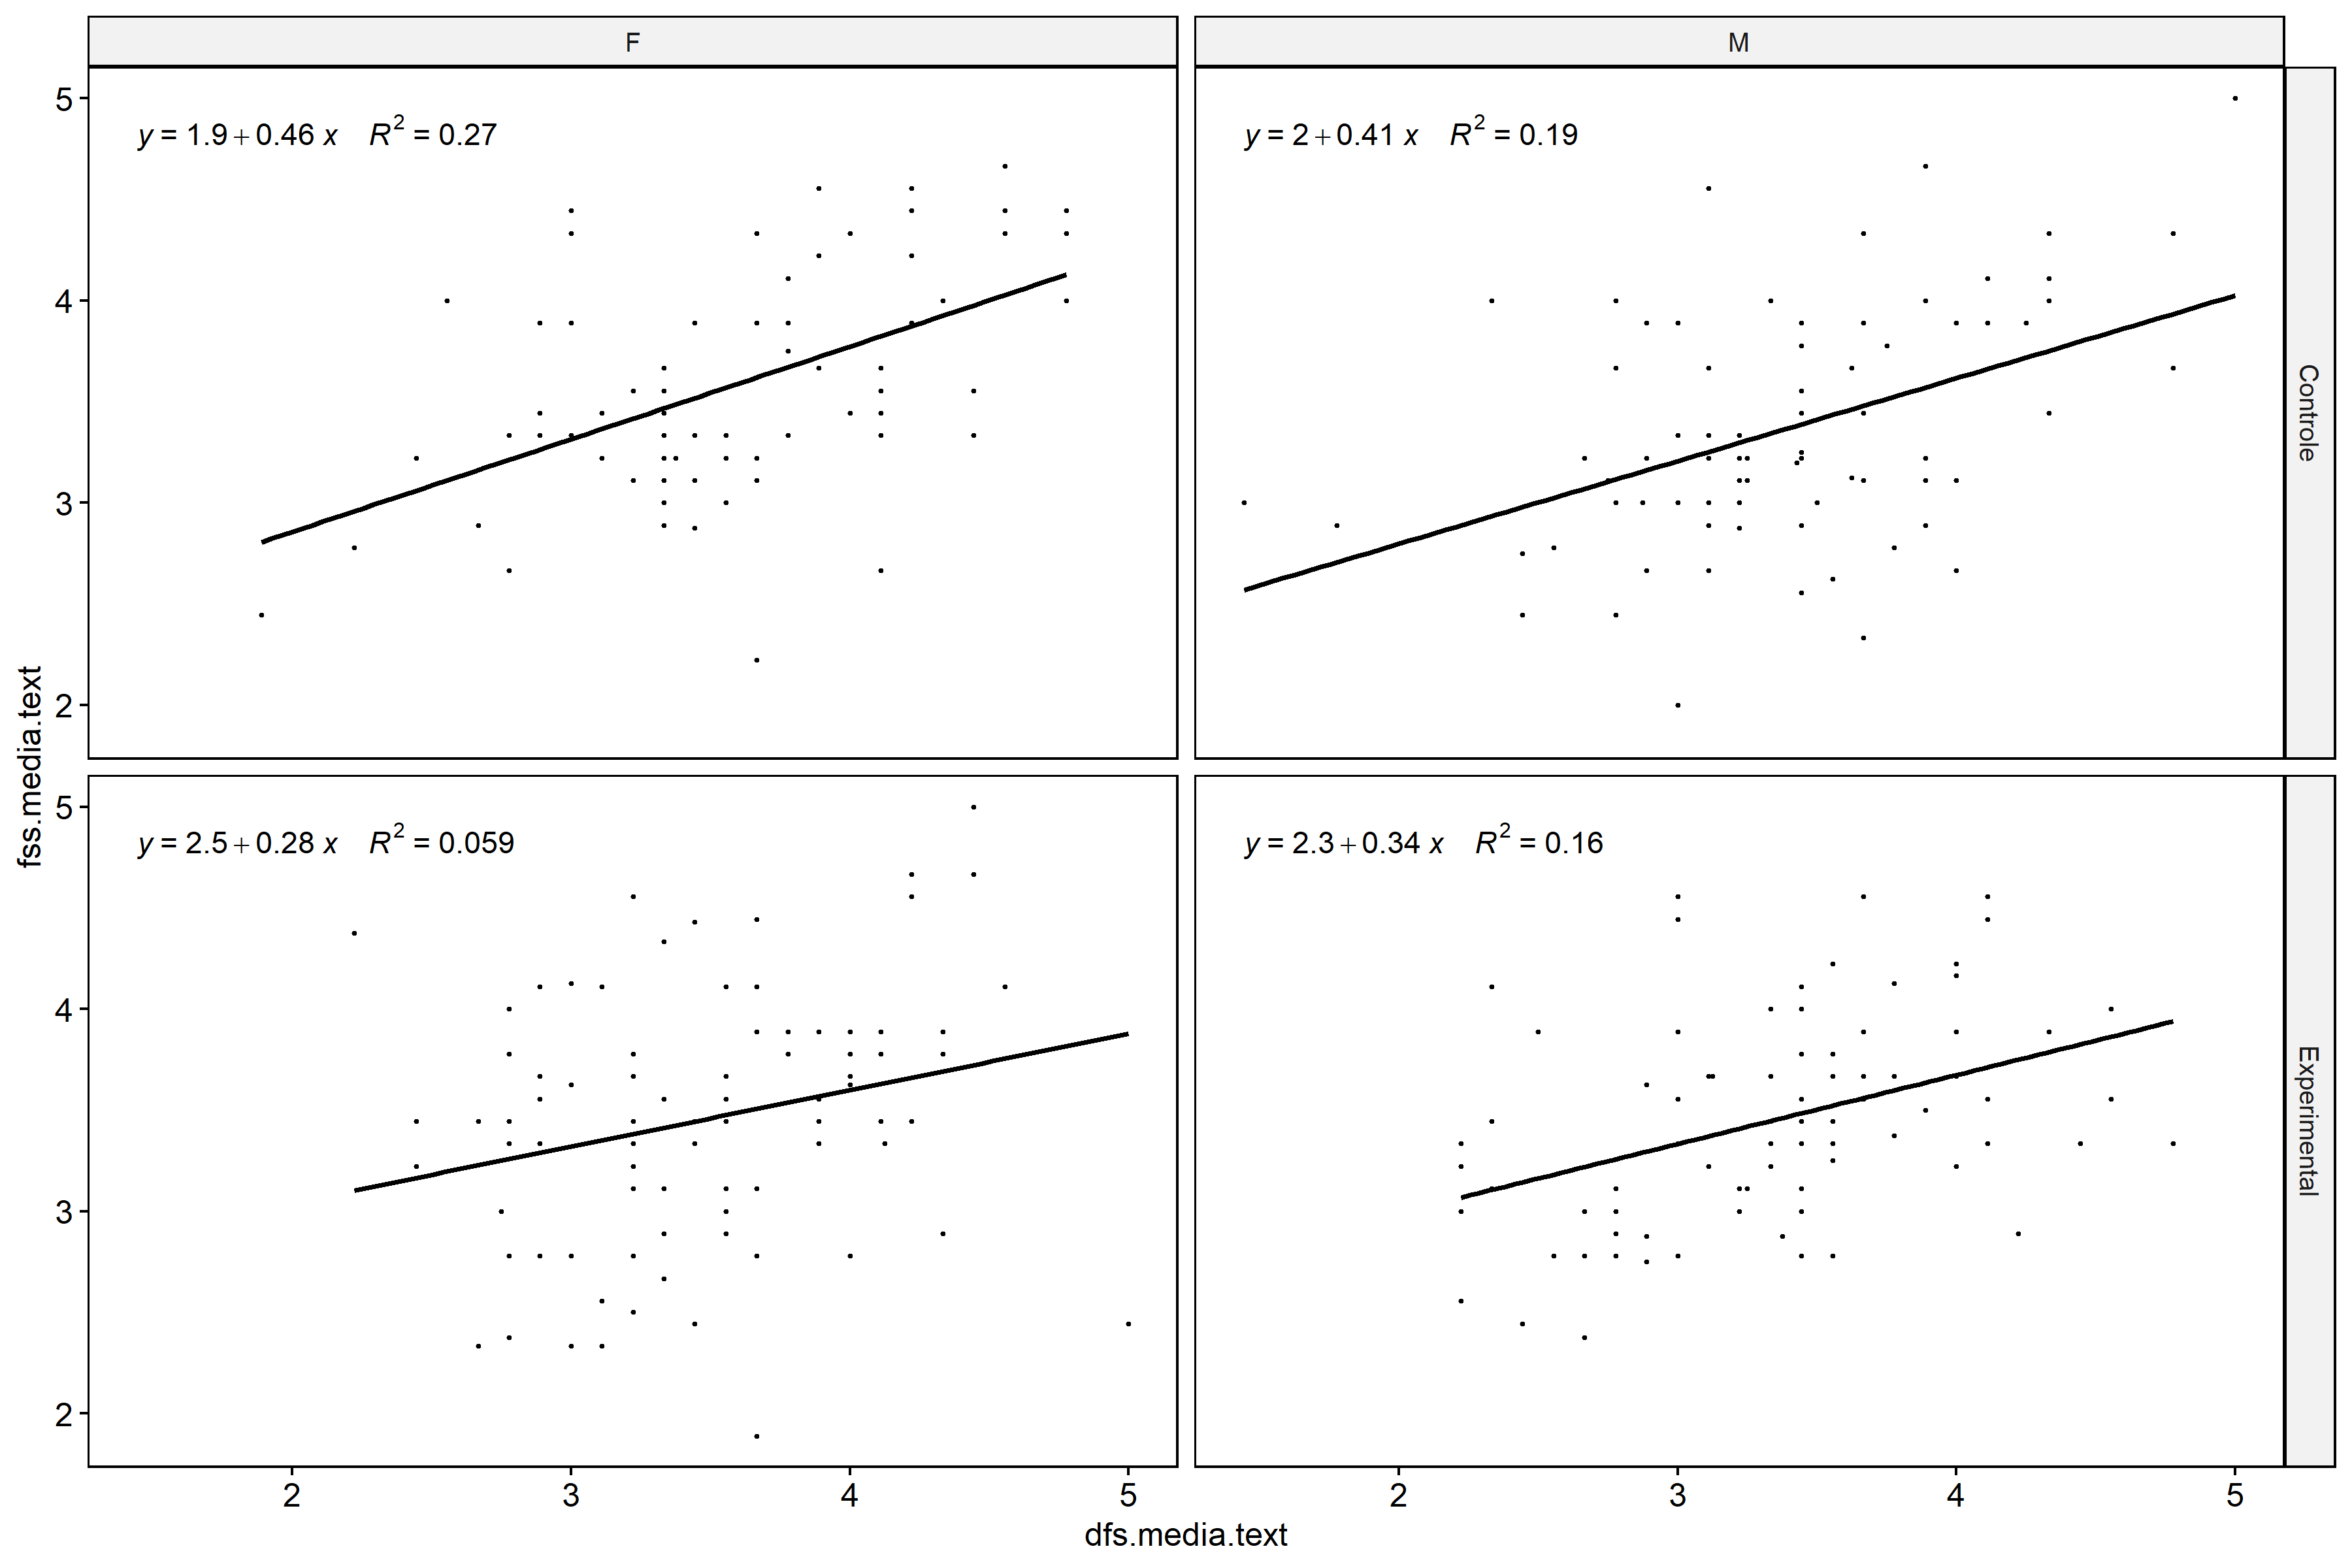 F
M
5
y = 1.9 + 0.46 x R² = 0.27
y = 2 + 0.41 x R² = 0.19
4
3
2
Controle
fss.media.text
5
y = 2.5 + 0.28 x R² = 0.059
y = 2.3 + 0.34 x R² = 0.16
4
3
2
Experimental
2 3 4 5
2 3 4 5
dfs.media.text